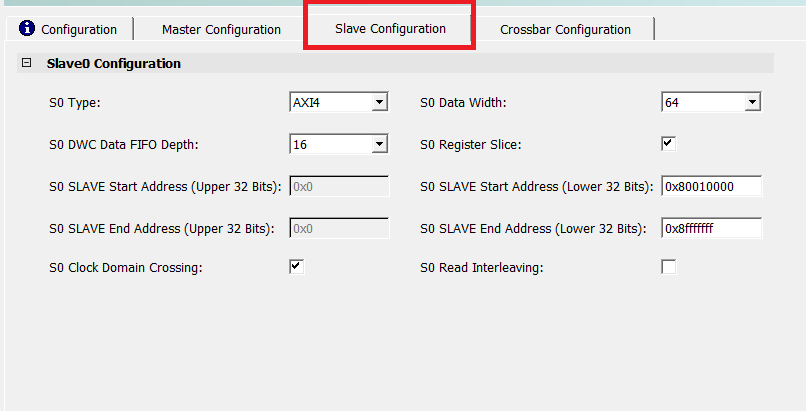 Configuration Master Configuration Slave Configuration Crossbar Configuration
Slave0 Configuration
S0 Type: AXI4 S0 Data Width: 64
S0 DWC Data FIFO Depth: 16 S0 Register Slice:
S0 SLAVE Start Address (Upper 32 Bits): 0x0 S0 SLAVE Start Address (Lower 32 Bits): 0x80010000
S0 SLAVE End Address (Upper 32 Bits): 0x0 S0 SLAVE End Address (Lower 32 Bits): 0x8fffffff
S0 Clock Domain Crossing: S0 Read Interleaving: